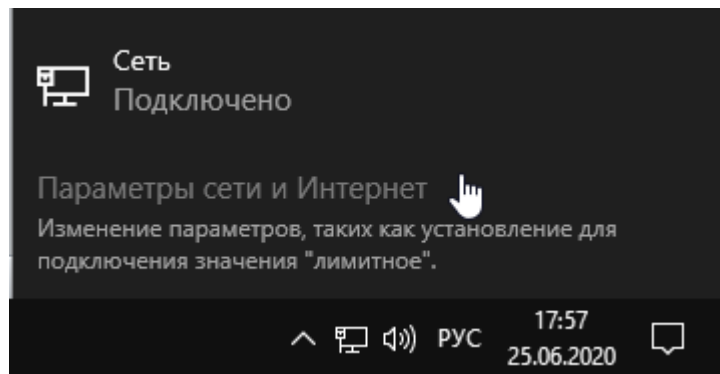 Сеть
Подключено
Параметры сети и Интернет
Изменение параметров, таких как установление для
подключения значения "лимитное".
РУС
17:57
25.06.2020